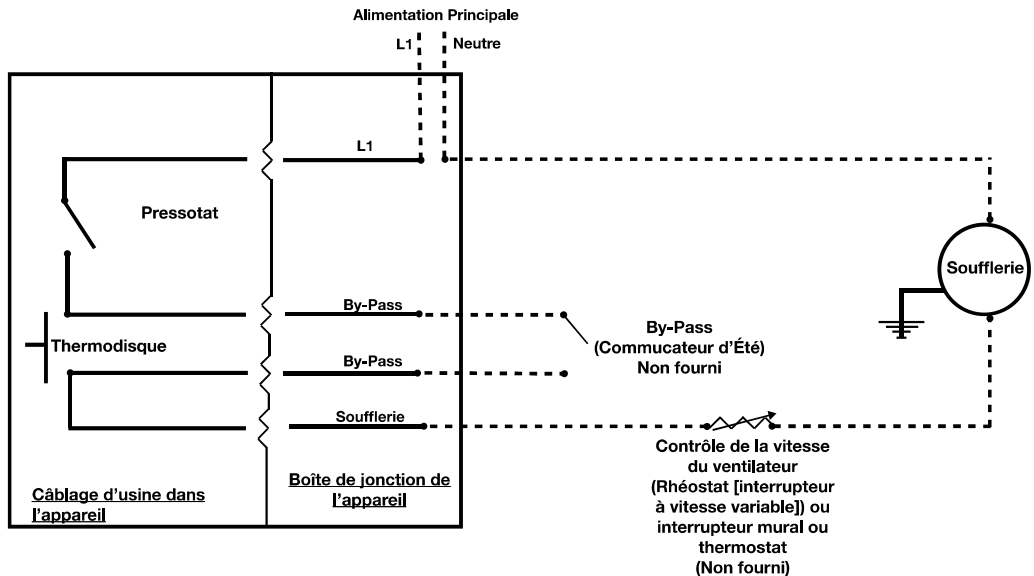 Alimentation Principale
L1
Neutre
L1
Pressotat
Soufflerie
By-Pass
By-Pass
(Commucateur d'Été)
Non fourni
Thermodisque
By-Pass
Soufflerie
Contrôle de la vitesse
du ventilateur
(Rhéostat [interrupteur
à vitesse variable]) ou
interrupteur mural ou
thermostat
(Non fourni)
Câblage d'usine dans
l'appareil
Boîte de jonction de
l'appareil